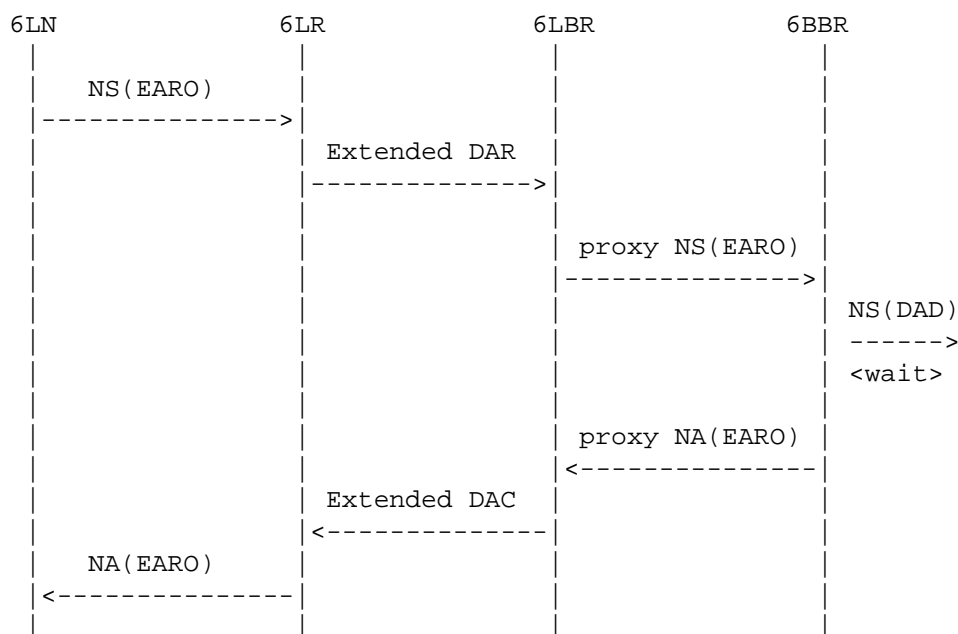 6LN 6LR 6LBR 6BBR
NS(EARO)
Extended DAR
proxy NS(EARO)
NS(DAD)
<wait>
proxy NA(EARO)
Extended DAC
NA(EARO)